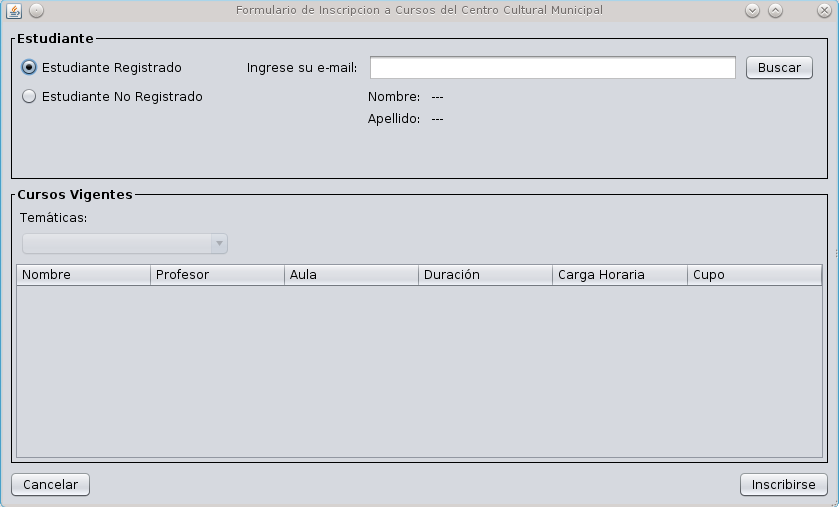 Formulario de Inscripcion a Cursos del Centro Cultural Municipal
Estudiante
Estudiante Registrado Ingrese su e-mail: Buscar
Estudiante No Registrado Nombre: ---
Apellido: ---
Cursos Vigentes
Temáticas:
Nombre Profesor Aula Duración Carga Horaria Cupo
Cancelar Inscribirse